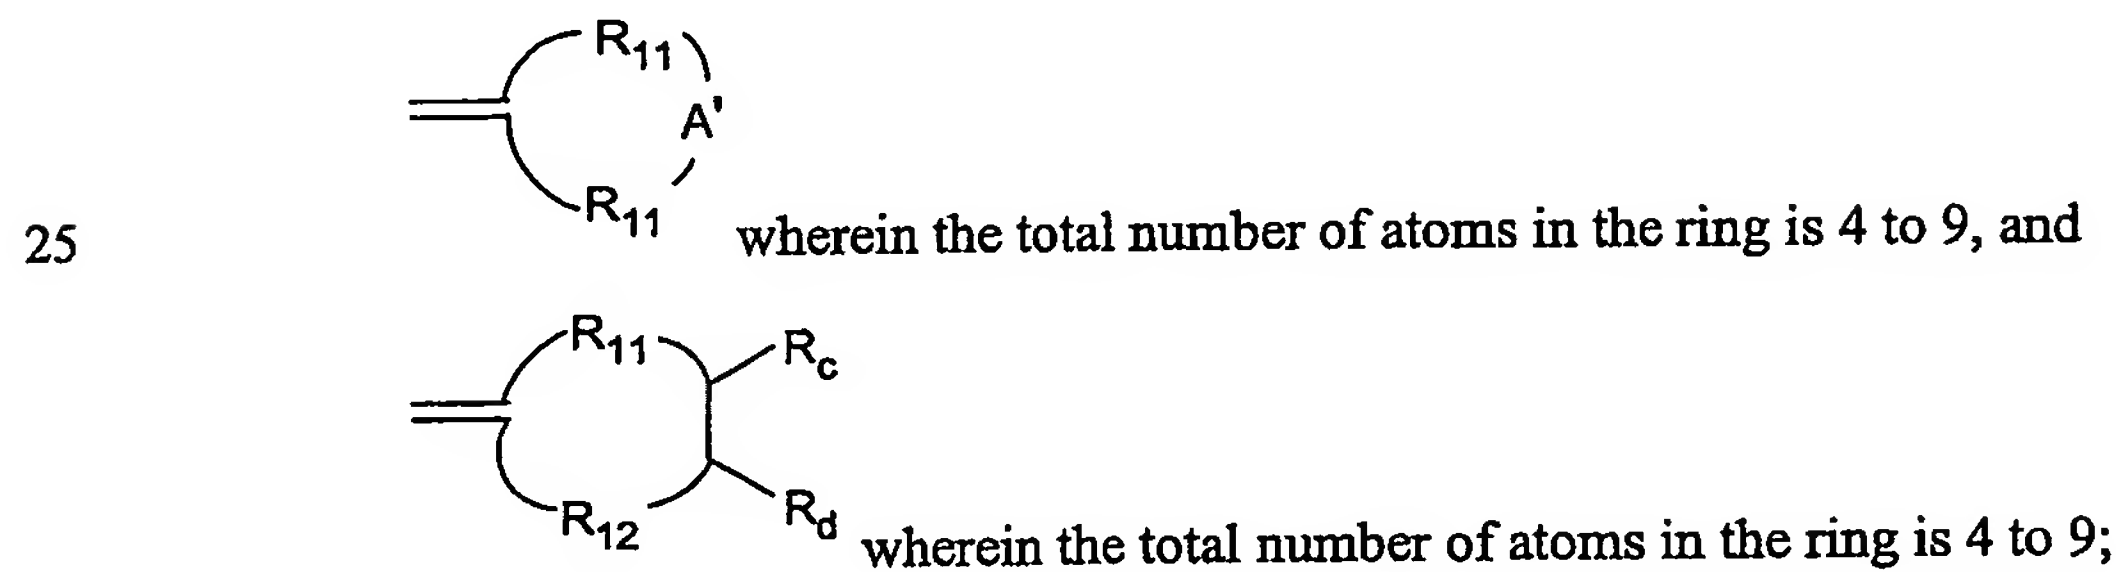 R11
A'
R11
25 wherein the total number of atoms in the ring is 4 to 9, and
R11 Rc
R12 Rd wherein the total number of atoms in the ring is 4 to 9;